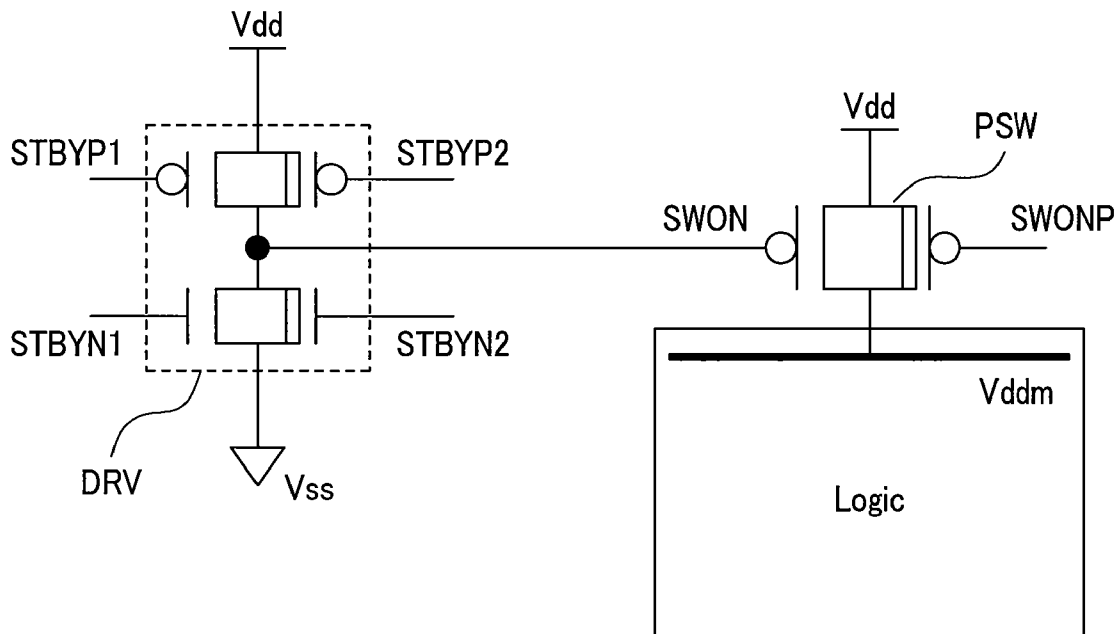 Vdd
Vdd
PSW
STBYP1
STBYP2
SWON
SWONP
STBYN1
STBYN2
Vddm
DRV
Vss
Logic